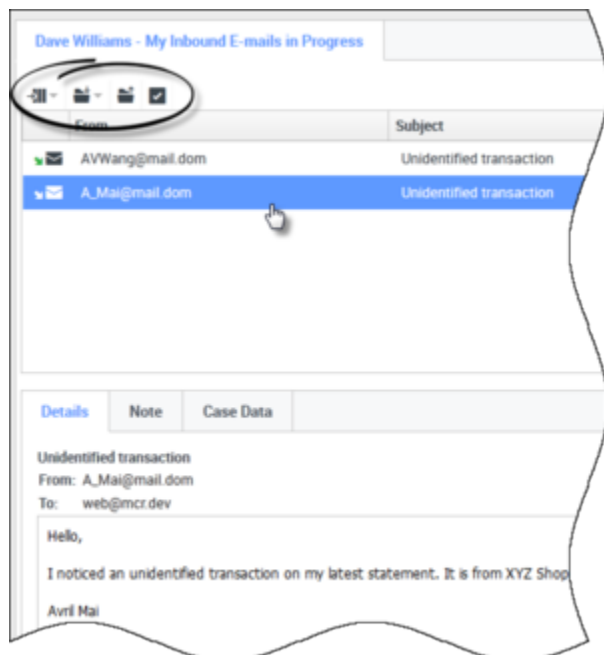 Dave Williams - My Inbound E-mails in Progress
From Subject
AVWang@mail.dom Unidentified transaction
A_Mai@mail.dom Unidentified transaction
Details Note Case Data
Unidentified transaction
From: A_Mai@mail.dom
To: web@mcr.dev
Hello,
I noticed an unidentified transaction on my latest statement. It is from XYZ Shop
Avril Mai